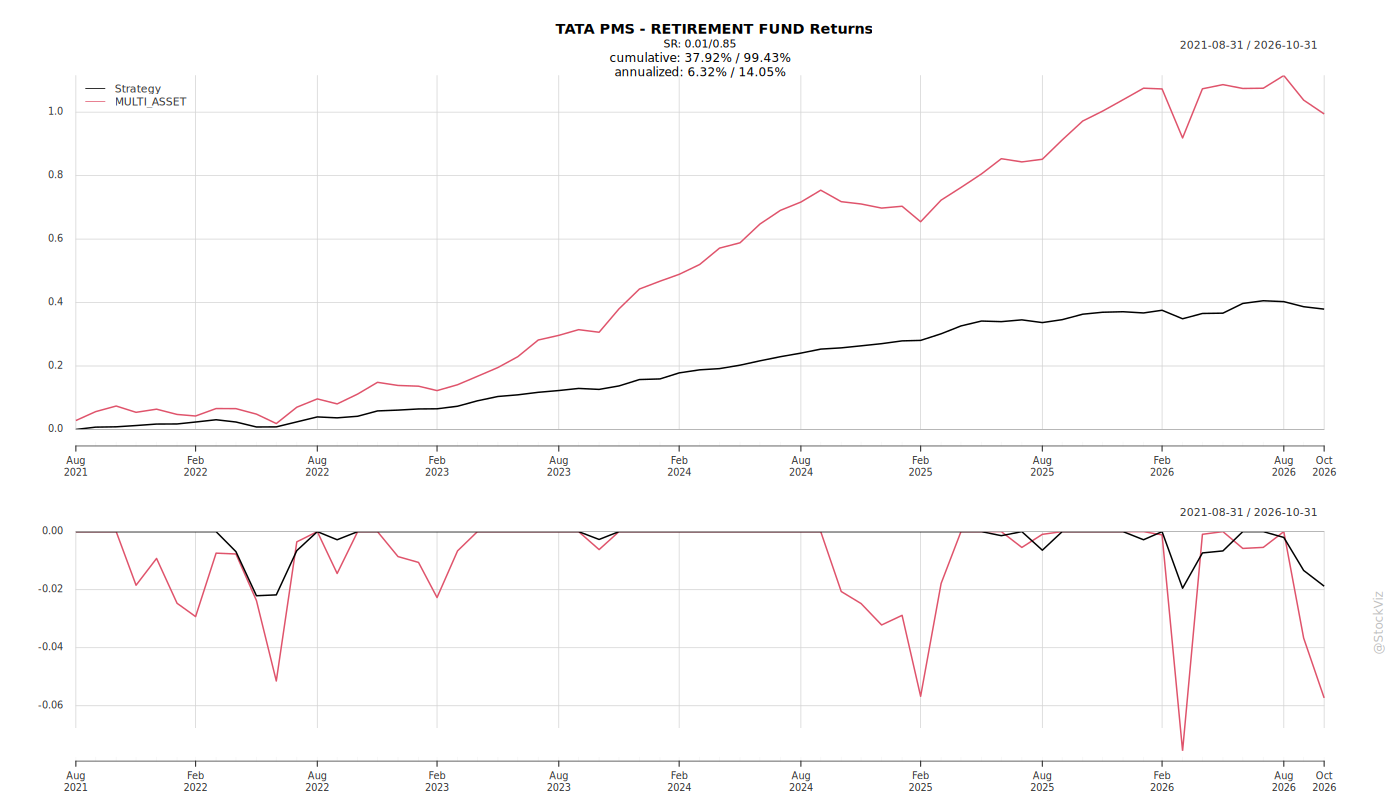 TATA PMS - RETIREMENT FUND Returns
SR: 0.01/0.85
cumulative: 37.92% / 99.43%
annualized: 6.32% / 14.05%
2021-08-31 / 2026-10-31
Strategy
MULTI_ASSET
1.0
0.8
0.6
0.4
0.2
0.0
Aug 2021
Feb 2022
Aug 2022
Feb 2023
Aug 2023
Feb 2024
Aug 2024
Feb 2025
Aug 2025
Feb 2026
Aug 2026
Oct 2026
2021-08-31 / 2026-10-31
0.00
-0.02
-0.04
-0.06
Aug 2021
Feb 2022
Aug 2022
Feb 2023
Aug 2023
Feb 2024
Aug 2024
Feb 2025
Aug 2025
Feb 2026
Aug 2026
Oct 2026
@StockViz